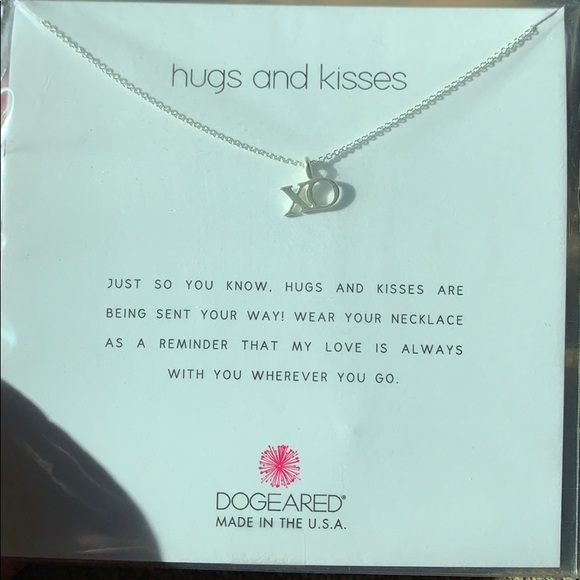 hugs and kisses
XO
JUST SO YOU KNOW, HUGS AND KISSES ARE
BEING SENT YOUR WAY! WEAR YOUR NECKLACE
AS A REMINDER THAT MY LOVE IS ALWAYS
WITH YOU WHEREVER YOU GO.
DOGEARED®
MADE IN THE U.S.A.